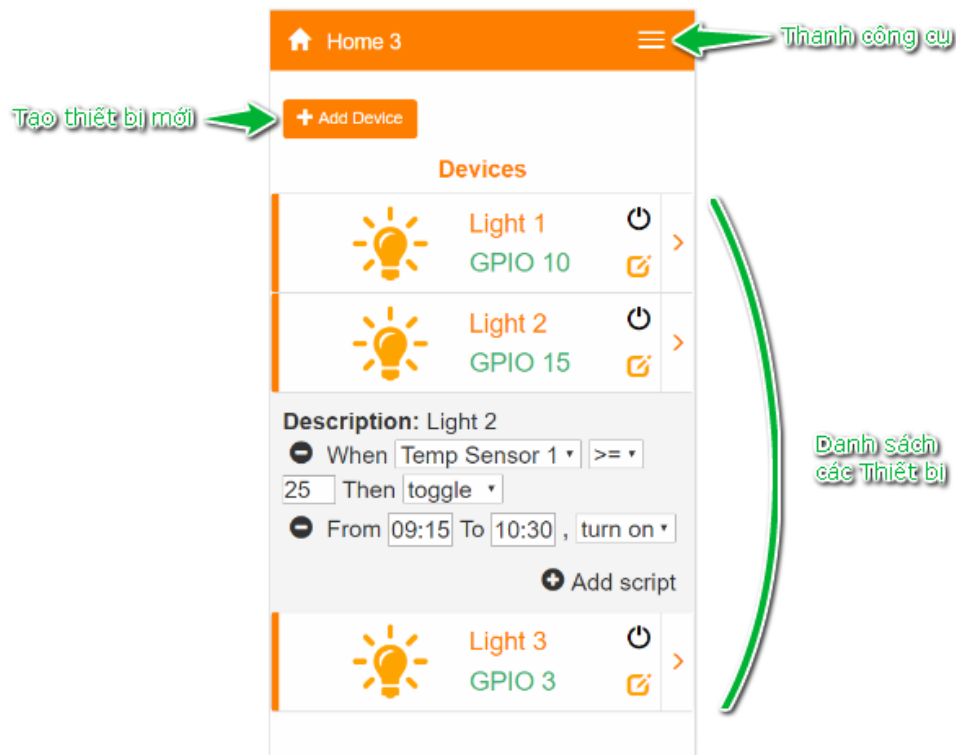 Home 3
Thanh công cụ
Tạo thiết bị mới
Add Device
Devices
Light 1
GPIO 10
Light 2
GPIO 15
Description: Light 2
When Temp Sensor 1 >=
25 Then toggle
From 09:15 To 10:30 , turn on
Add script
Danh sách
các Thiết bị
Light 3
GPIO 3